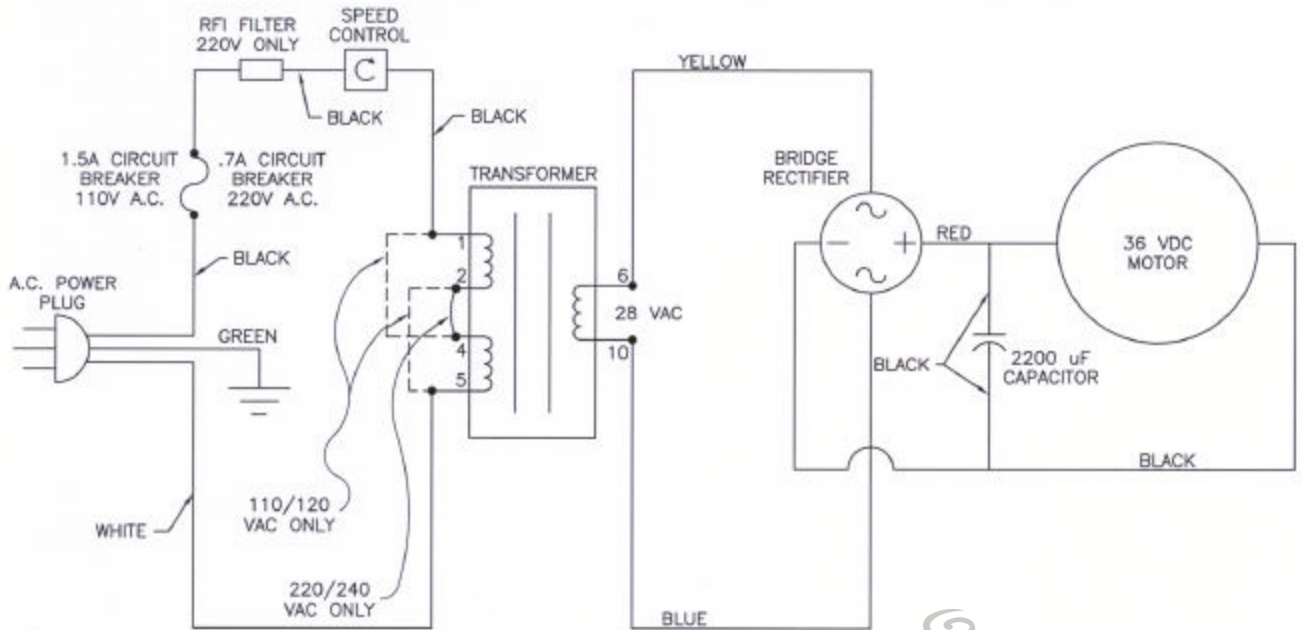 RFI FILTER
220V ONLY
SPEED
CONTROL
C
BLACK
BLACK
1.5A CIRCUIT
BREAKER
110V A.C.
.7A CIRCUIT
BREAKER
220V A.C.
BLACK
A.C. POWER
PLUG
GREEN
WHITE
TRANSFORMER
1
2
4
5
110/120
VAC ONLY
220/240
VAC ONLY
6
28 VAC
10
YELLOW
BLUE
BRIDGE
RECTIFIER
−
+
RED
36 VDC
MOTOR
BLACK
2200 uF
CAPACITOR
BLACK